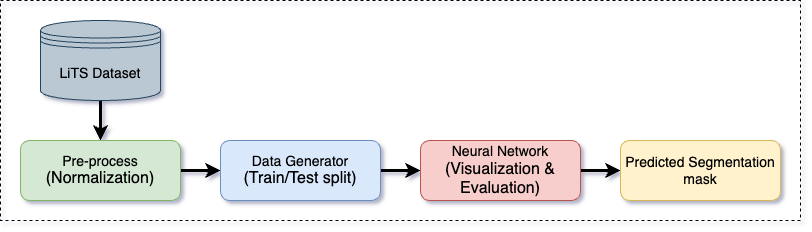 LiTS Dataset
Pre-process
(Normalization)
Data Generator
(Train/Test split)
Neural Network
(Visualization &
Evaluation)
Predicted Segmentation
mask